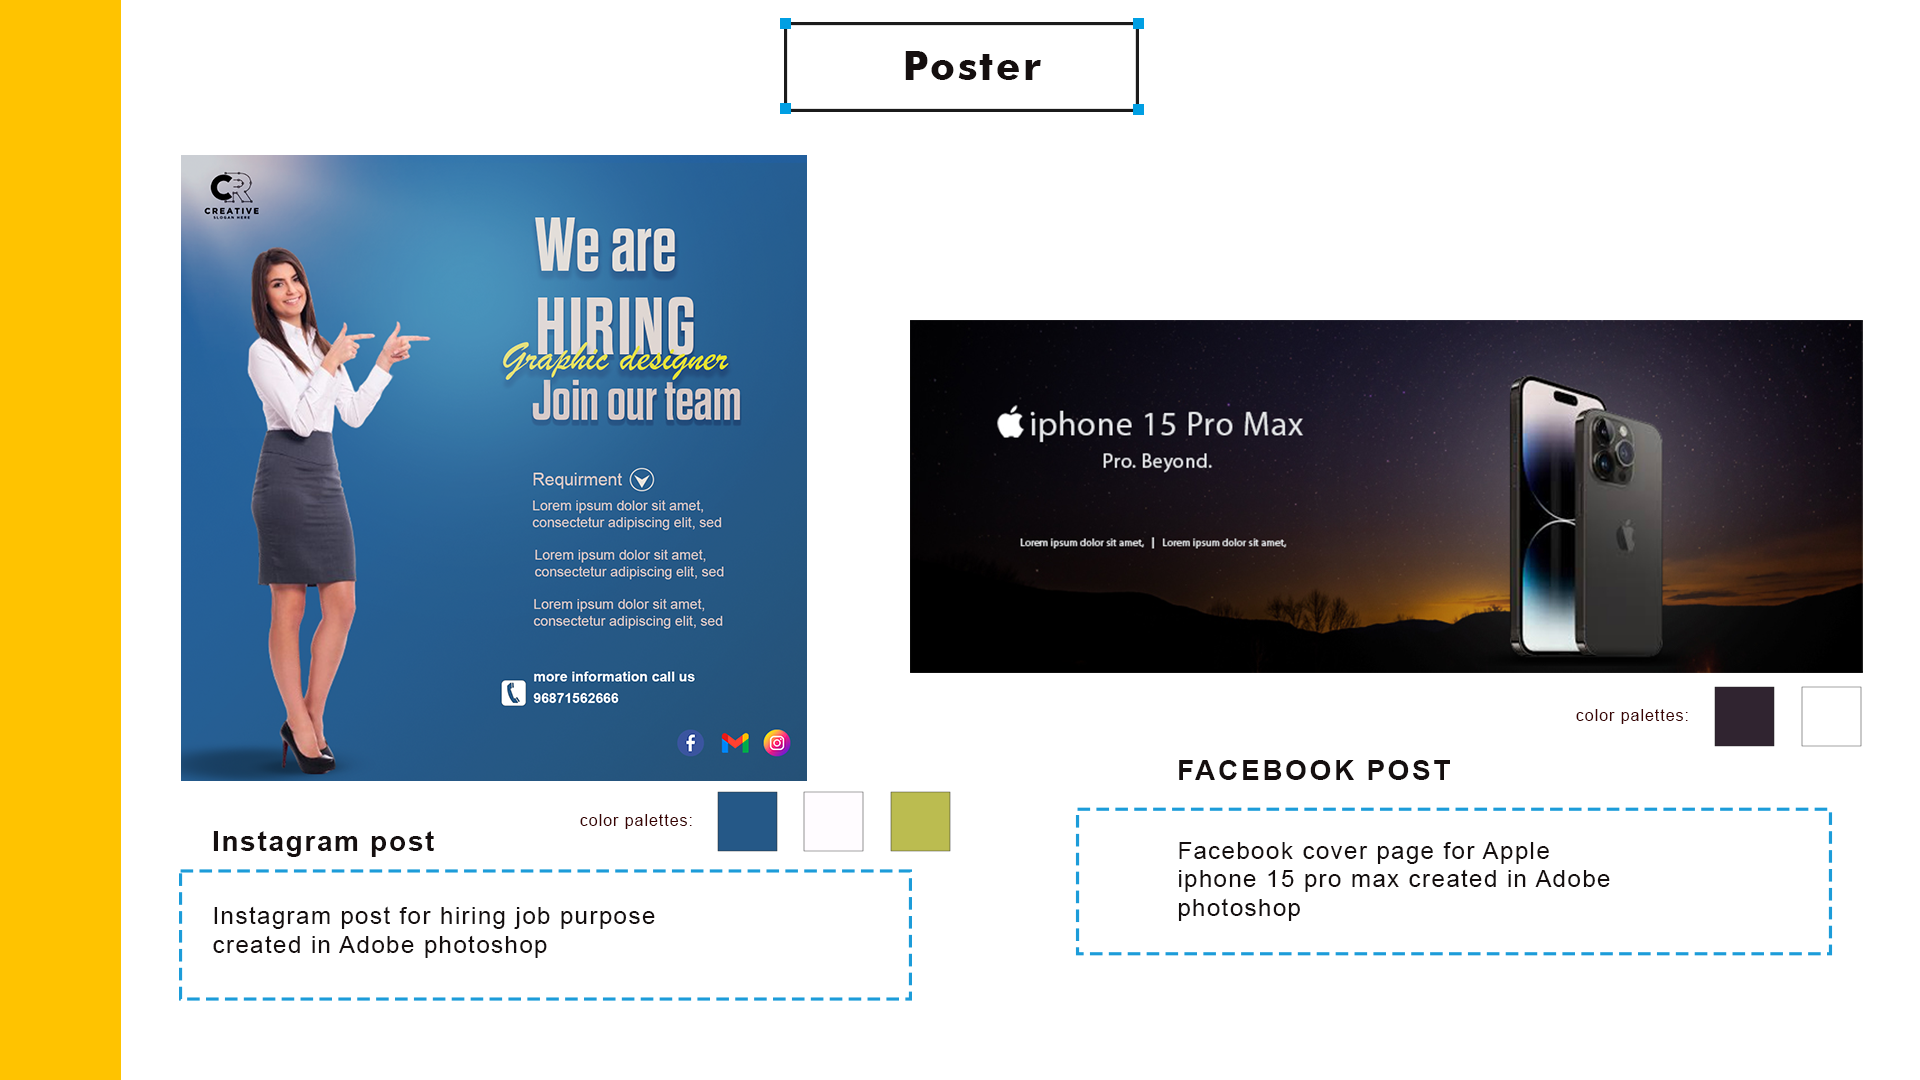 Poster
CR
CREATIVE
SLOGAN HERE
We are
HIRING
Graphic designer
Join our team
Requirment
Lorem ipsum dolor sit amet,
consectetur adipiscing elit, sed
Lorem ipsum dolor sit amet,
consectetur adipiscing elit, sed
Lorem ipsum dolor sit amet,
consectetur adipiscing elit, sed
more information call us
96871562666
color palettes:
Instagram post
Instagram post for hiring job purpose
created in Adobe photoshop
iphone 15 Pro Max
Pro. Beyond.
Lorem ipsum dolor sit amet, | Lorem ipsum dolor sit amet,
color palettes:
FACEBOOK POST
Facebook cover page for Apple
iphone 15 pro max created in Adobe
photoshop